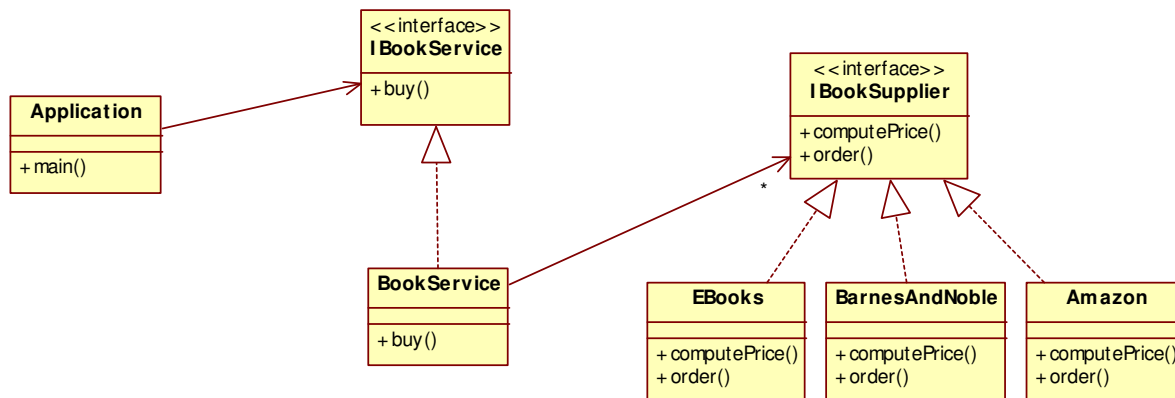 <<interface>>
IBookService
+buy()
Application
+main()
<<interface>>
IBookSupplier
+computePrice()
+order()
*
BookService
+buy()
EBooks
+computePrice()
+order()
BarnesAndNoble
+computePrice()
+order()
Amazon
+computePrice()
+order()